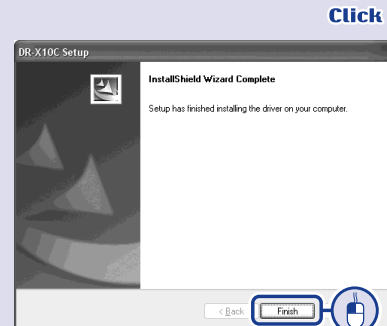 Click
DR-X10C Setup
InstallShield Wizard Complete
Setup has finished installing the driver on your computer.
< Back
Finish